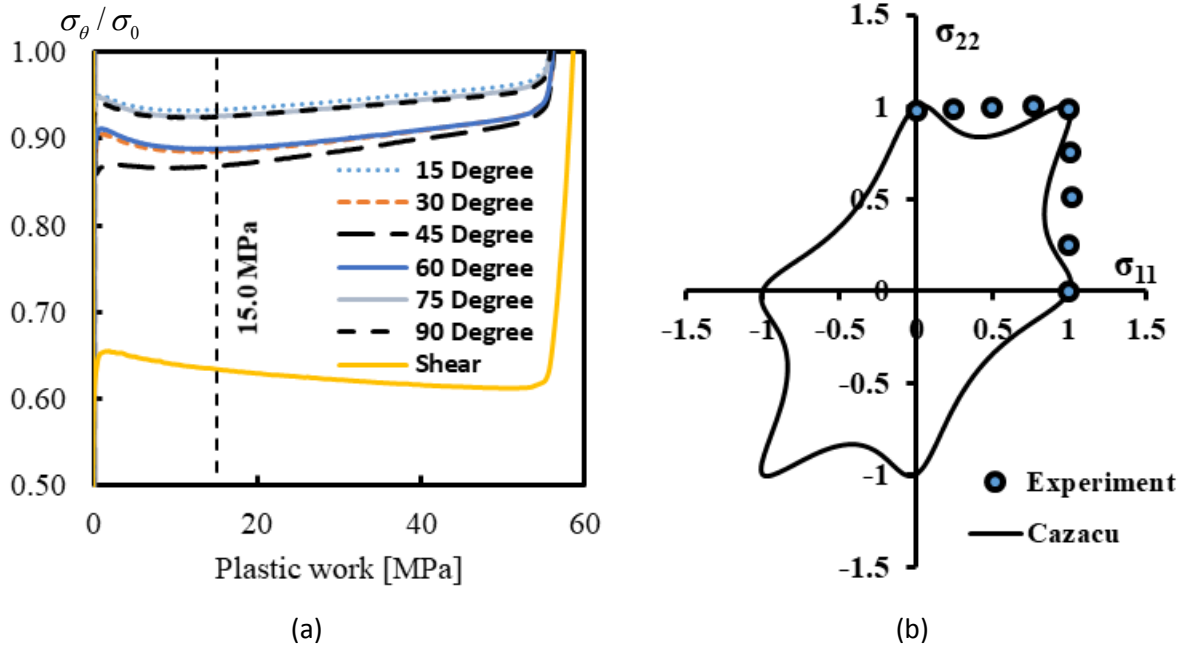 σθ / σ0
1.00
0.90
0.80
0.70
0.60
0.50
15 Degree
30 Degree
45 Degree
60 Degree
75 Degree
90 Degree
Shear
15.0 MPa
0
20
40
60
Plastic work [MPa]
(a)
1.5
σ22
1
0.5
σ11
0
-1.5
-1
-0.5
0
0.5
1
1.5
-0.5
-1
-1.5
Experiment
Cazacu
(b)